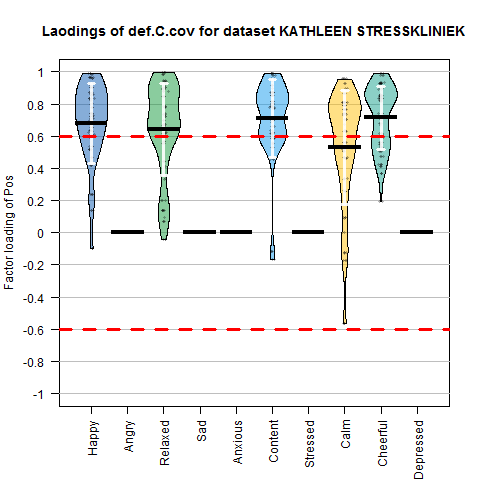 Laodings of def.C.cov for dataset KATHLEEN STRESSKLINIEK
Factor loading of Pos
1
0.8
0.6
0.4
0.2
0
-0.2
-0.4
-0.6
-0.8
-1
Happy
Angry
Relaxed
Sad
Anxious
Content
Stressed
Calm
Cheerful
Depressed